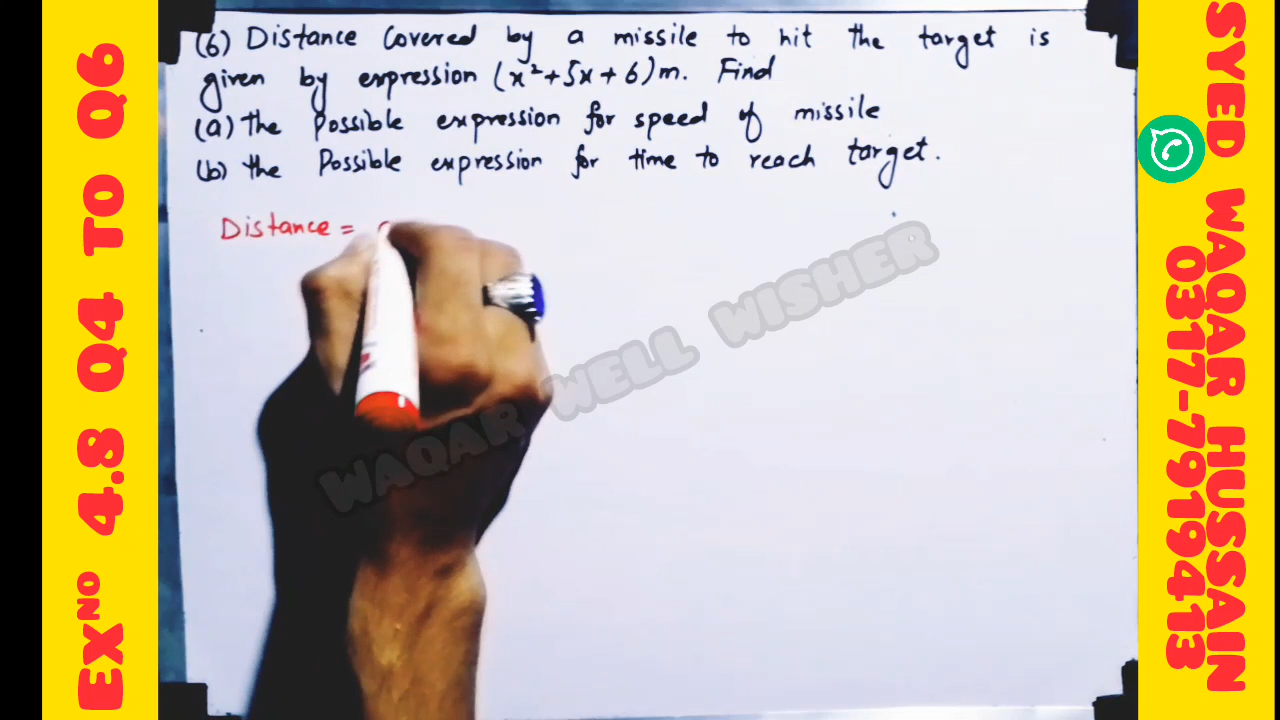 (6) Distance Covered by a missile to hit the target is
given by expression (x²+5x+6)m. Find
(a) the Possible expression for speed of missile
(b) the Possible expression for time to reach target.
Distance =
WAQAR WELL WISHER
EXᴺᴼ 4.8 Q4 TO Q6
SYED WAQAR HUSSAIN
0317-7919413